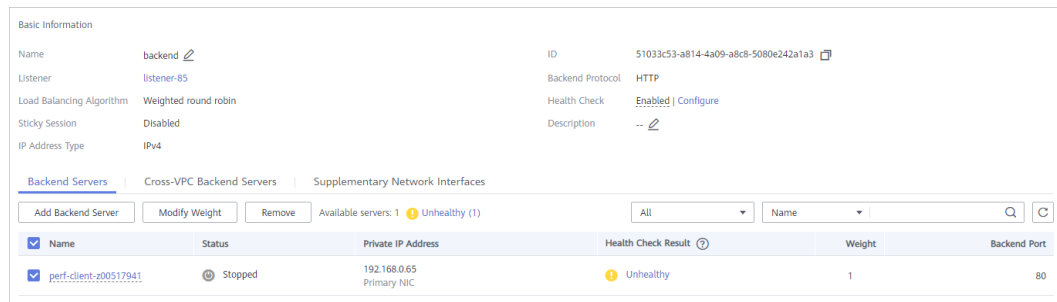 Basic Information
Name backend ID 51033c53-a814-4a09-a8c8-5080e242a1a3
Listener listener-85 Backend Protocol HTTP
Load Balancing Algorithm Weighted round robin Health Check Enabled | Configure
Sticky Session Disabled Description --
IP Address Type IPv4
Backend Servers Cross-VPC Backend Servers Supplementary Network Interfaces
Add Backend Server Modify Weight Remove Available servers: 1 Unhealthy (1) All Name
Name Status Private IP Address Health Check Result Weight Backend Port
perf-client-z00517941 Stopped 192.168.0.65 Unhealthy 1 80
Primary NIC